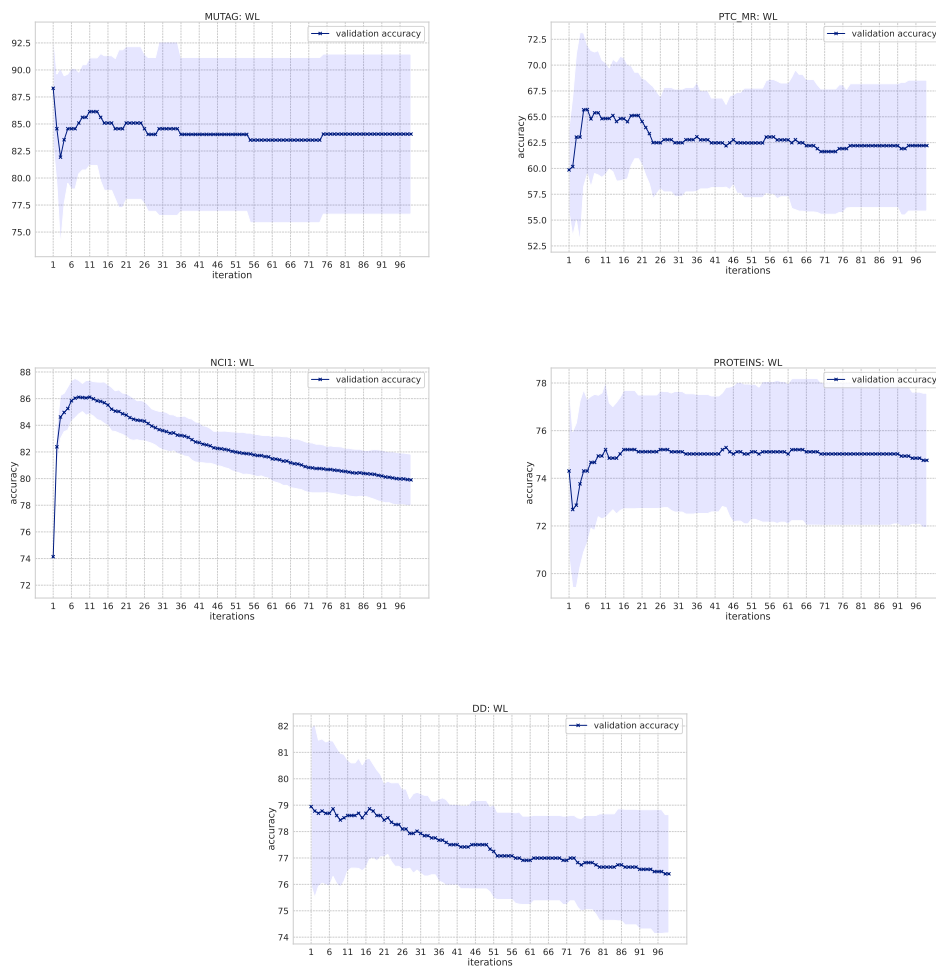 MUTAG: WL
validation accuracy
92.5
90.0
87.5
85.0
82.5
80.0
77.5
75.0
accuracy
1 6 11 16 21 26 31 36 41 46 51 56 61 66 71 76 81 86 91 96
iteration
PTC_MR: WL
validation accuracy
72.5
70.0
67.5
65.0
62.5
60.0
57.5
55.0
52.5
accuracy
1 6 11 16 21 26 31 36 41 46 51 56 61 66 71 76 81 86 91 96
iterations
NCI1: WL
validation accuracy
88
86
84
82
80
78
76
74
72
accuracy
1 6 11 16 21 26 31 36 41 46 51 56 61 66 71 76 81 86 91 96
iterations
PROTEINS: WL
validation accuracy
78
76
74
72
70
accuracy
1 6 11 16 21 26 31 36 41 46 51 56 61 66 71 76 81 86 91 96
iterations
DD: WL
validation accuracy
82
81
80
79
78
77
76
75
74
accuracy
1 6 11 16 21 26 31 36 41 46 51 56 61 66 71 76 81 86 91 96
iterations